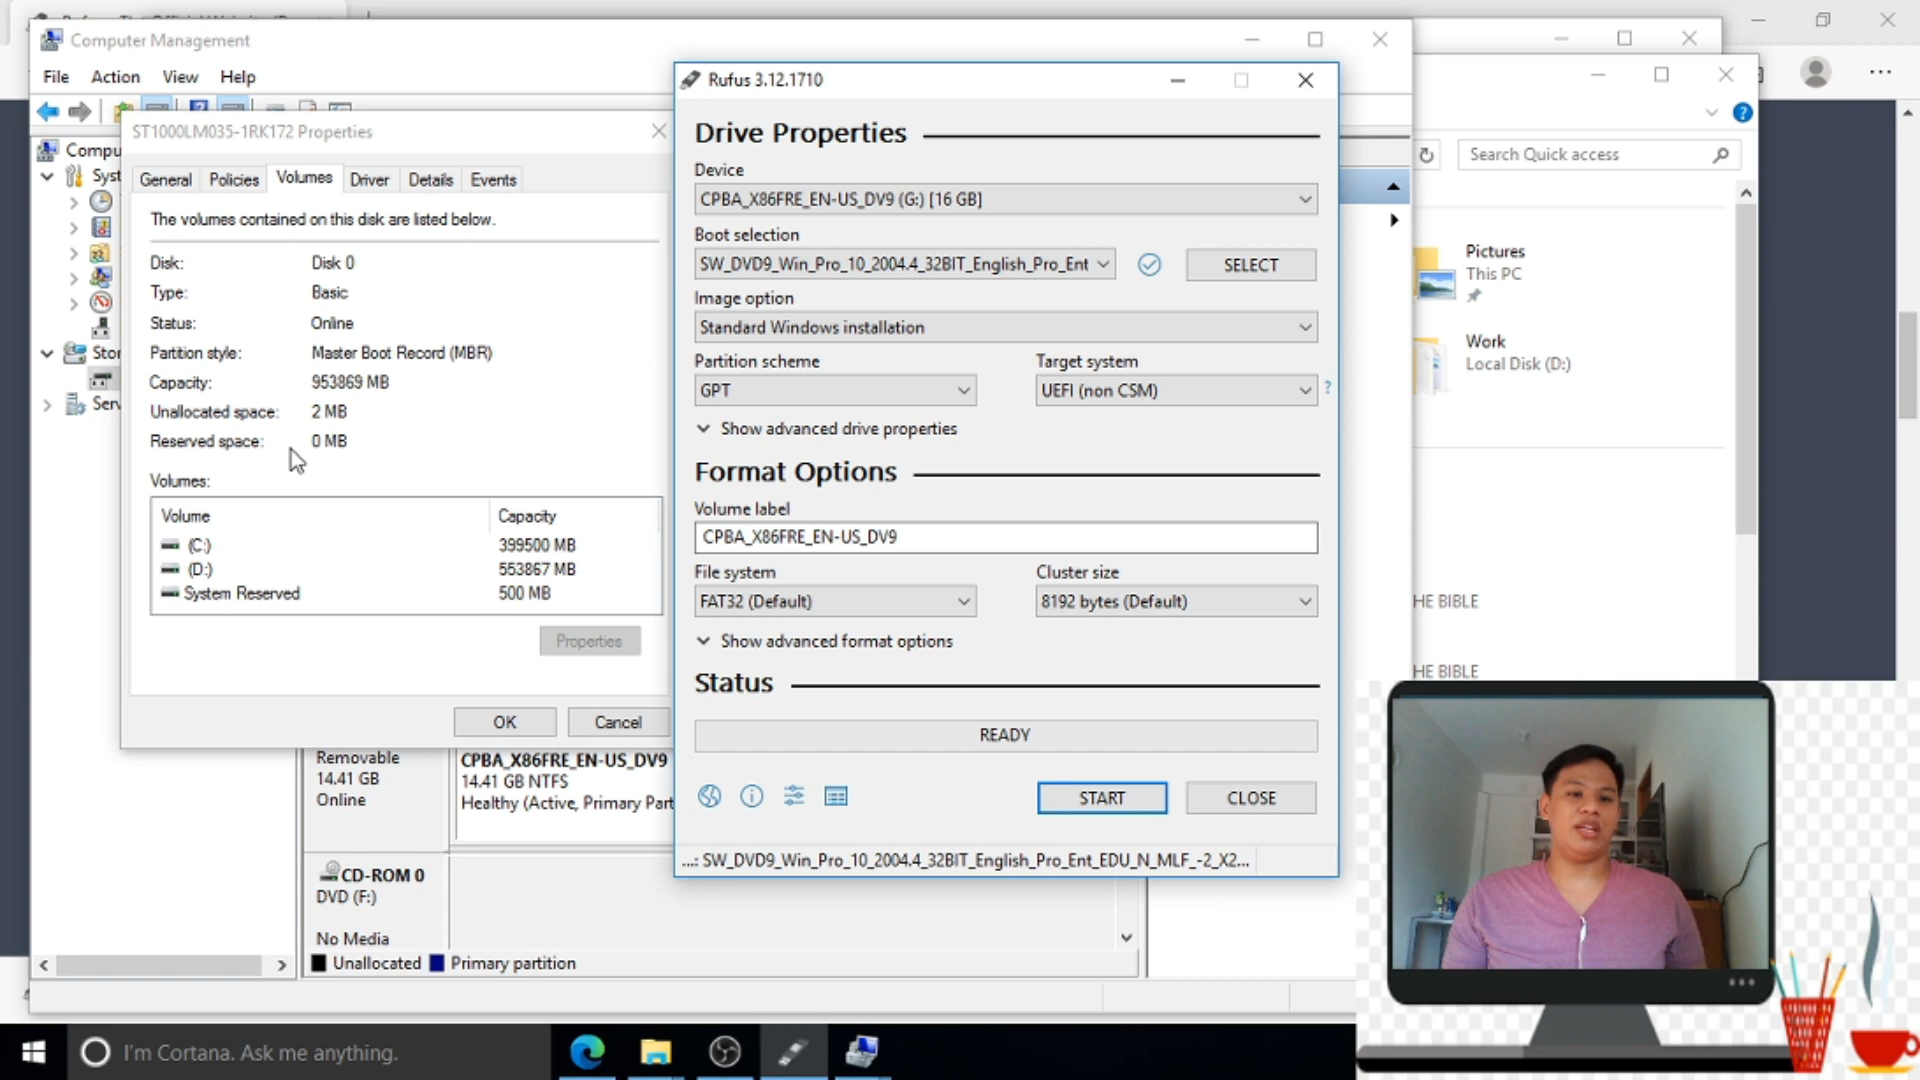 Computer Management
File Action View Help
ST1000LM035-1RK172 Properties
General Policies Volumes Driver Details Events
The volumes contained on this disk are listed below.
Disk: Disk 0
Type: Basic
Status: Online
Partition style: Master Boot Record (MBR)
Capacity: 953869 MB
Unallocated space: 2 MB
Reserved space: 0 MB
Volumes:
Volume Capacity
(C:) 399500 MB
(D:) 553867 MB
System Reserved 500 MB
Properties
OK Cancel
Removable
14.41 GB
Online
CPBA_X86FRE_EN-US_DV9
14.41 GB NTFS
Healthy (Active, Primary Part
CD-ROM 0
DVD (F:)
No Media
Unallocated Primary partition
Rufus 3.12.1710
Drive Properties
Device
CPBA_X86FRE_EN-US_DV9 (G:) [16 GB]
Boot selection
SW_DVD9_Win_Pro_10_2004.4_32BIT_English_Pro_Ent
SELECT
Image option
Standard Windows installation
Partition scheme Target system
GPT UEFI (non CSM) ?
Show advanced drive properties
Format Options
Volume label
CPBA_X86FRE_EN-US_DV9
File system Cluster size
FAT32 (Default) 8192 bytes (Default)
Show advanced format options
Status
READY
START CLOSE
...: SW_DVD9_Win_Pro_10_2004.4_32BIT_English_Pro_Ent_EDU_N_MLF_-2_X2...
Search Quick access
Pictures
This PC
Work
Local Disk (D:)
HE BIBLE
HE BIBLE
I'm Cortana. Ask me anything.